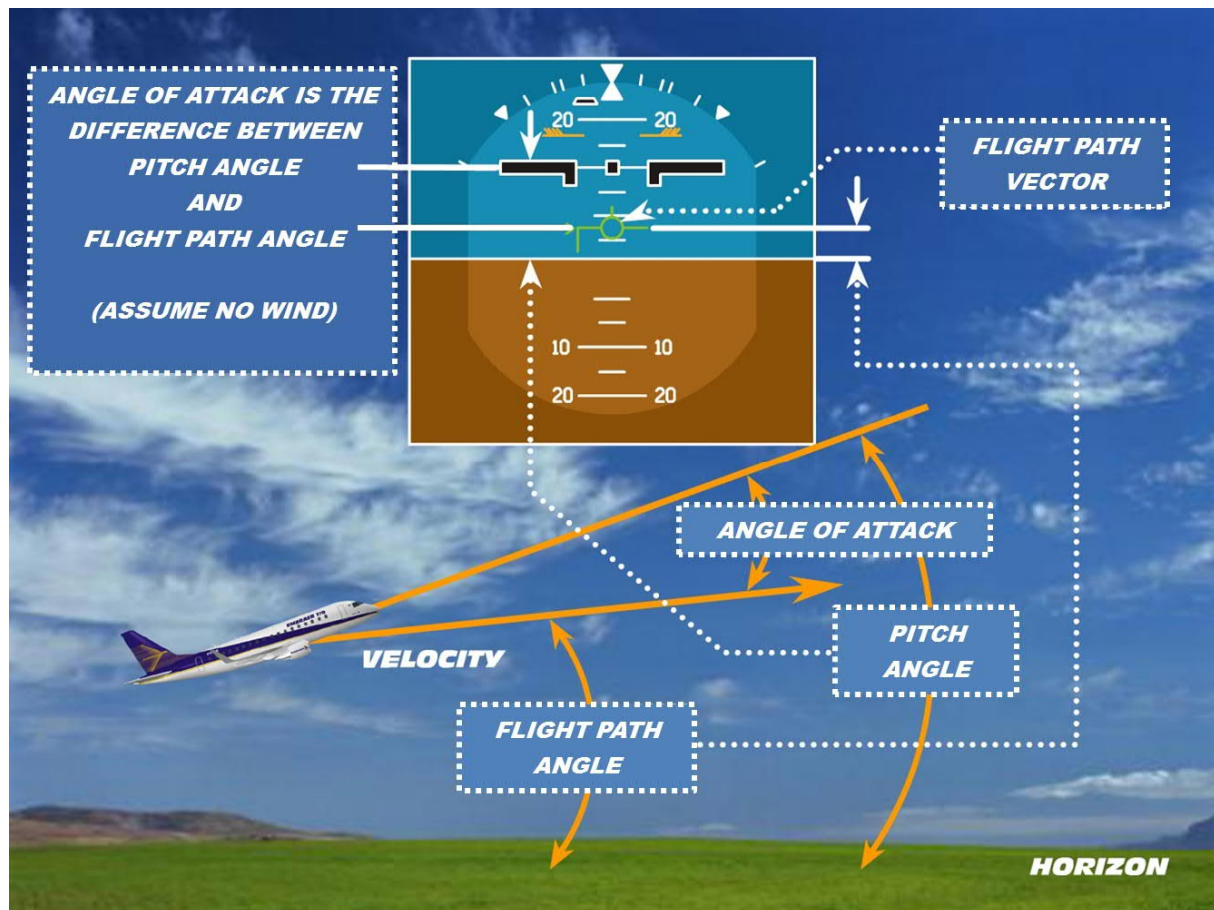 ANGLE OF ATTACK IS THE
DIFFERENCE BETWEEN
PITCH ANGLE
AND
FLIGHT PATH ANGLE
(ASSUME NO WIND)
20 20
10 10
20 20
FLIGHT PATH
VECTOR
ANGLE OF ATTACK
PITCH
ANGLE
VELOCITY
FLIGHT PATH
ANGLE
HORIZON